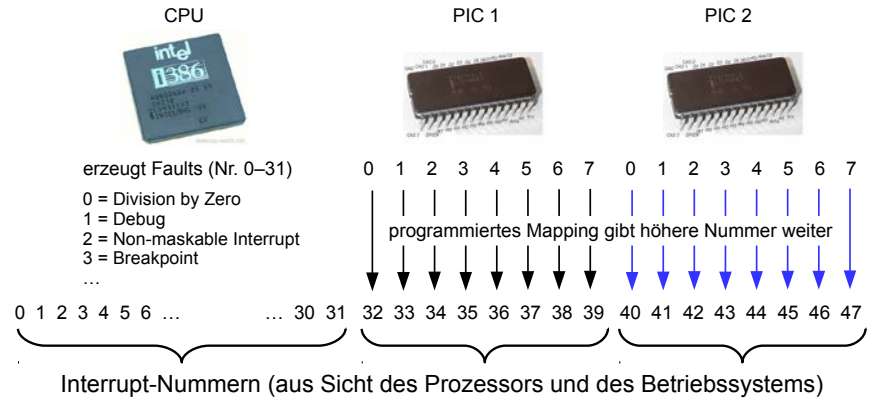 CPU
PIC 1
PIC 2
intel
i386
erzeugt Faults (Nr. 0–31)
0 = Division by Zero
1 = Debug
2 = Non-maskable Interrupt
3 = Breakpoint
…
0 1 2 3 4 5 6 7
0 1 2 3 4 5 6 7
programmiertes Mapping gibt höhere Nummer weiter
0 1 2 3 4 5 6 … … 30 31 32 33 34 35 36 37 38 39 40 41 42 43 44 45 46 47
Interrupt-Nummern (aus Sicht des Prozessors und des Betriebssystems)